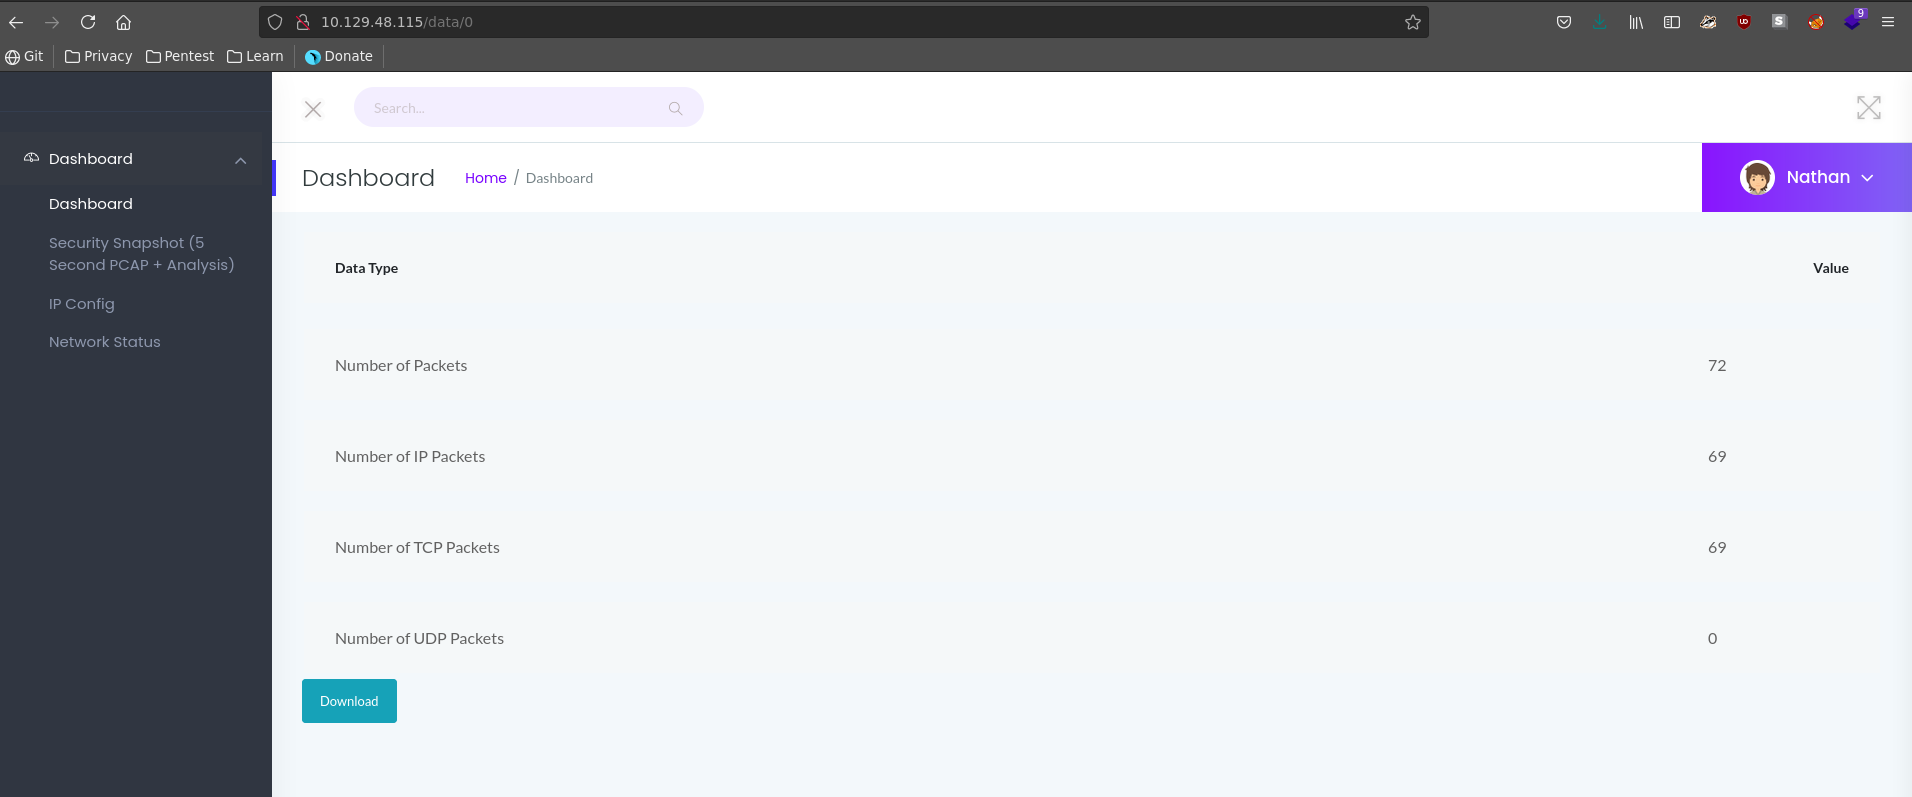 10.129.48.115/data/0
9
Git Privacy Pentest Learn Donate
Search...
Dashboard
Dashboard
Security Snapshot (5
Second PCAP + Analysis)
IP Config
Network Status
Dashboard Home / Dashboard
Nathan
Data Type Value
Number of Packets 72
Number of IP Packets 69
Number of TCP Packets 69
Number of UDP Packets 0
Download